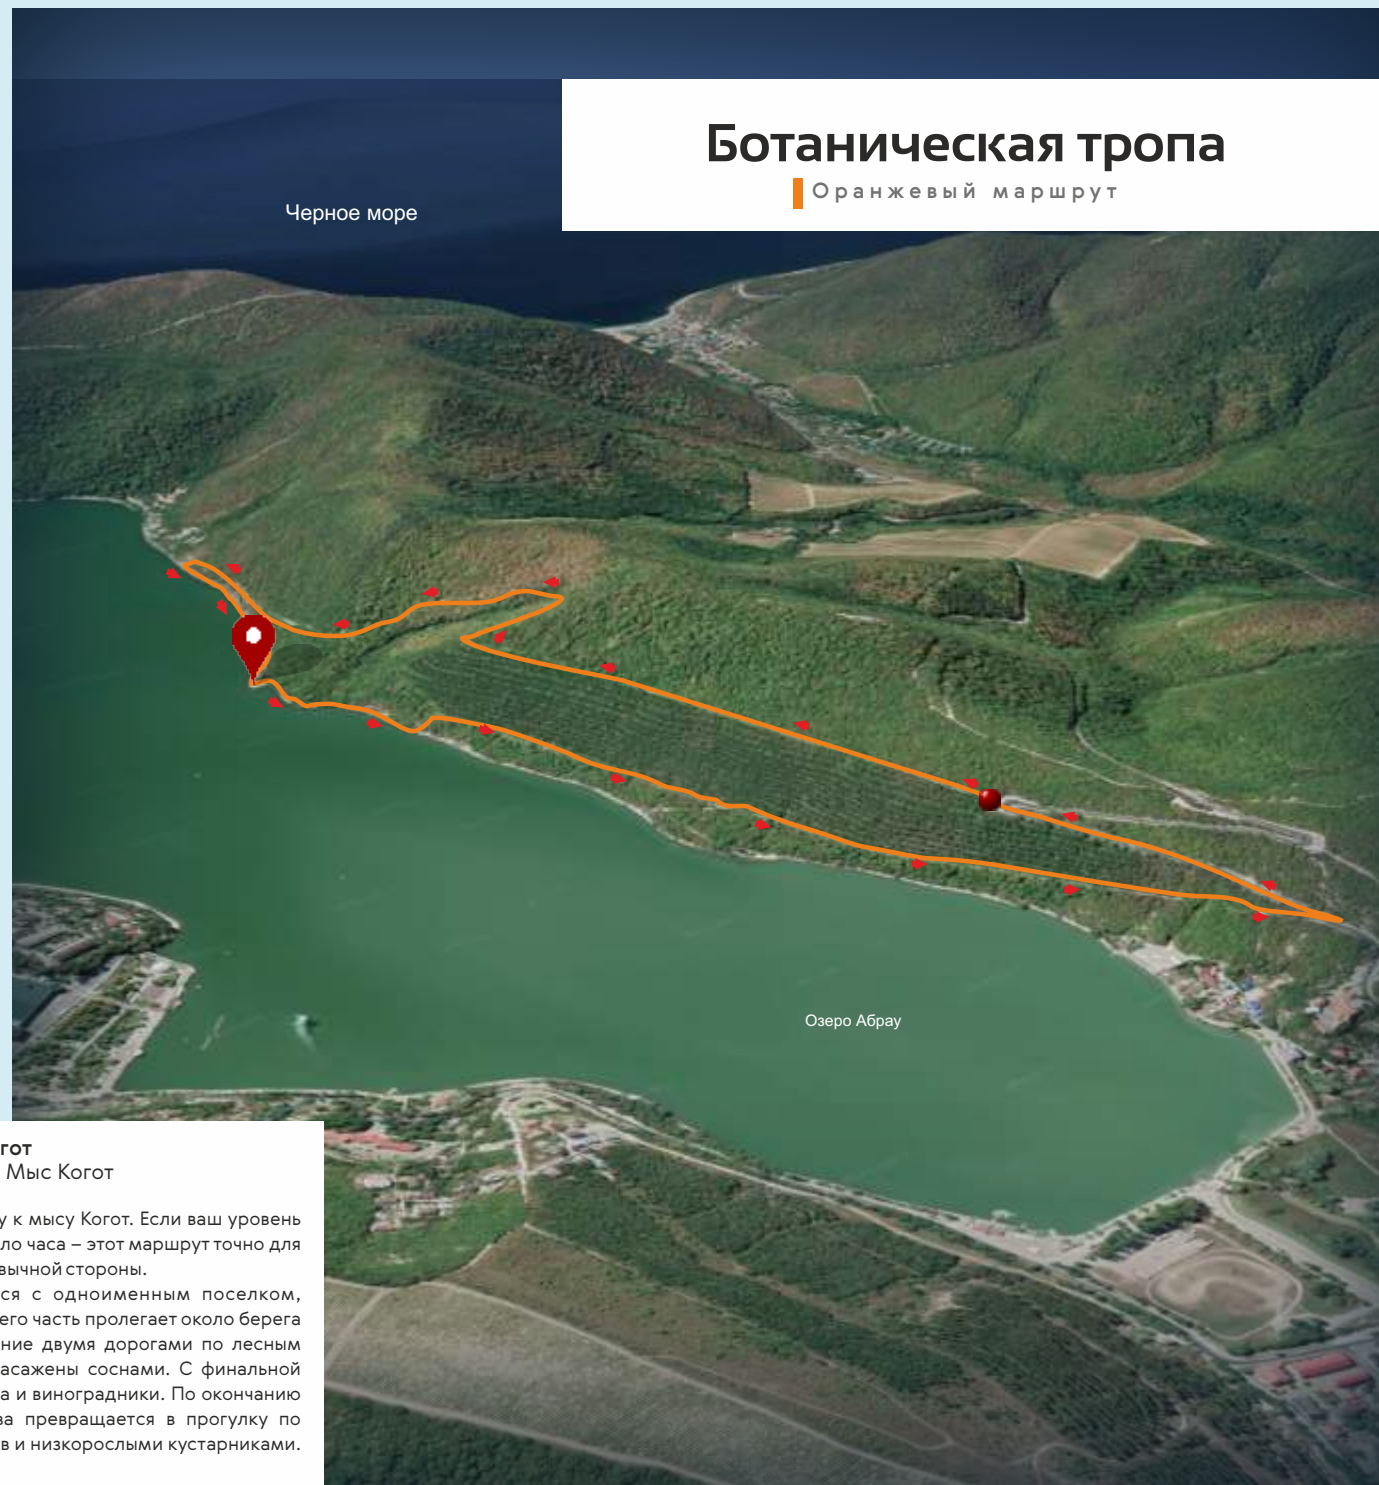 Ботаническая тропа
Оранжевый маршрут
Черное море
Озеро Абрау
гот
Мыс Когот
у к мысу Когот. Если ваш уровень
ло часа – этот маршрут точно для
вычной стороны.
ся с одноименным поселком,
его часть пролегает около берега
ние двумя дорогами по лесным
асажены соснами. С финальной
а и виноградники. По окончанию
ва превращается в прогулку по
в и низкорослыми кустарниками.